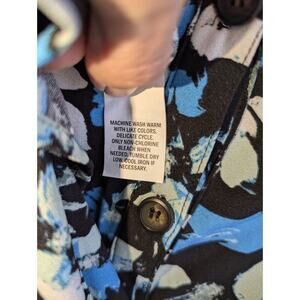 MACHINE WASH WARM
WITH LIKE COLORS.
DELICATE CYCLE.
ONLY NON-CHLORINE
BLEACH WHEN
NEEDED. TUMBLE DRY
LOW. COOL IRON IF
NECESSARY.